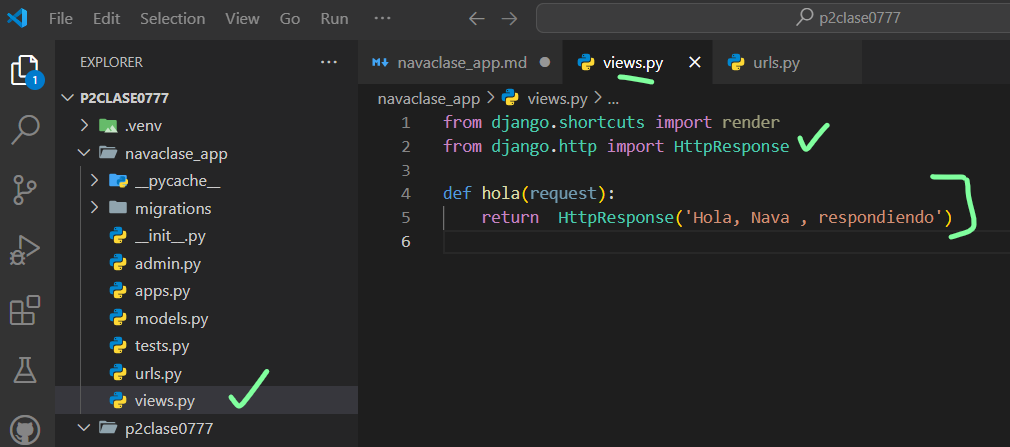 File Edit Selection View Go Run ··· p2clase0777
EXPLORER ···
navaclase_app.md views.py urls.py
P2CLASE0777
navaclase_app > views.py > ...
.venv
navaclase_app
__pycache__
migrations
__init__.py
admin.py
apps.py
models.py
tests.py
urls.py
views.py
p2clase0777
1
1 from django.shortcuts import render
2 from django.http import HttpResponse
3
4 def hola(request):
5     return  HttpResponse('Hola, Nava , respondiendo')
6